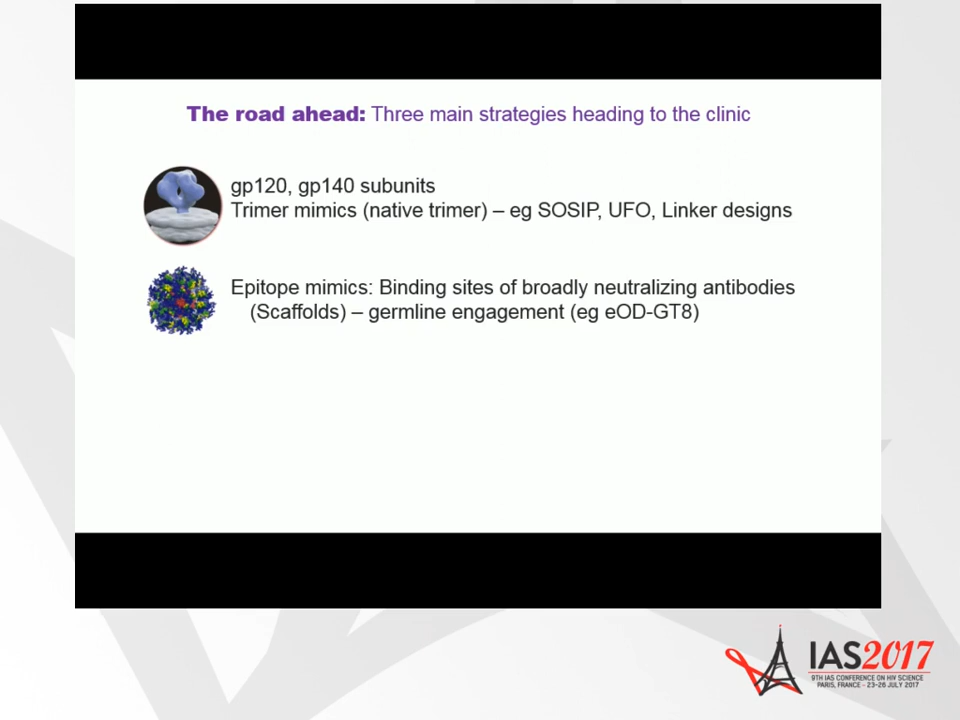 The road ahead: Three main strategies heading to the clinic
gp120, gp140 subunits
Trimer mimics (native trimer) – eg SOSIP, UFO, Linker designs
Epitope mimics: Binding sites of broadly neutralizing antibodies
(Scaffolds) – germline engagement (eg eOD-GT8)
IAS2017
9TH IAS CONFERENCE ON HIV SCIENCE
PARIS, FRANCE - 23-26 JULY 2017